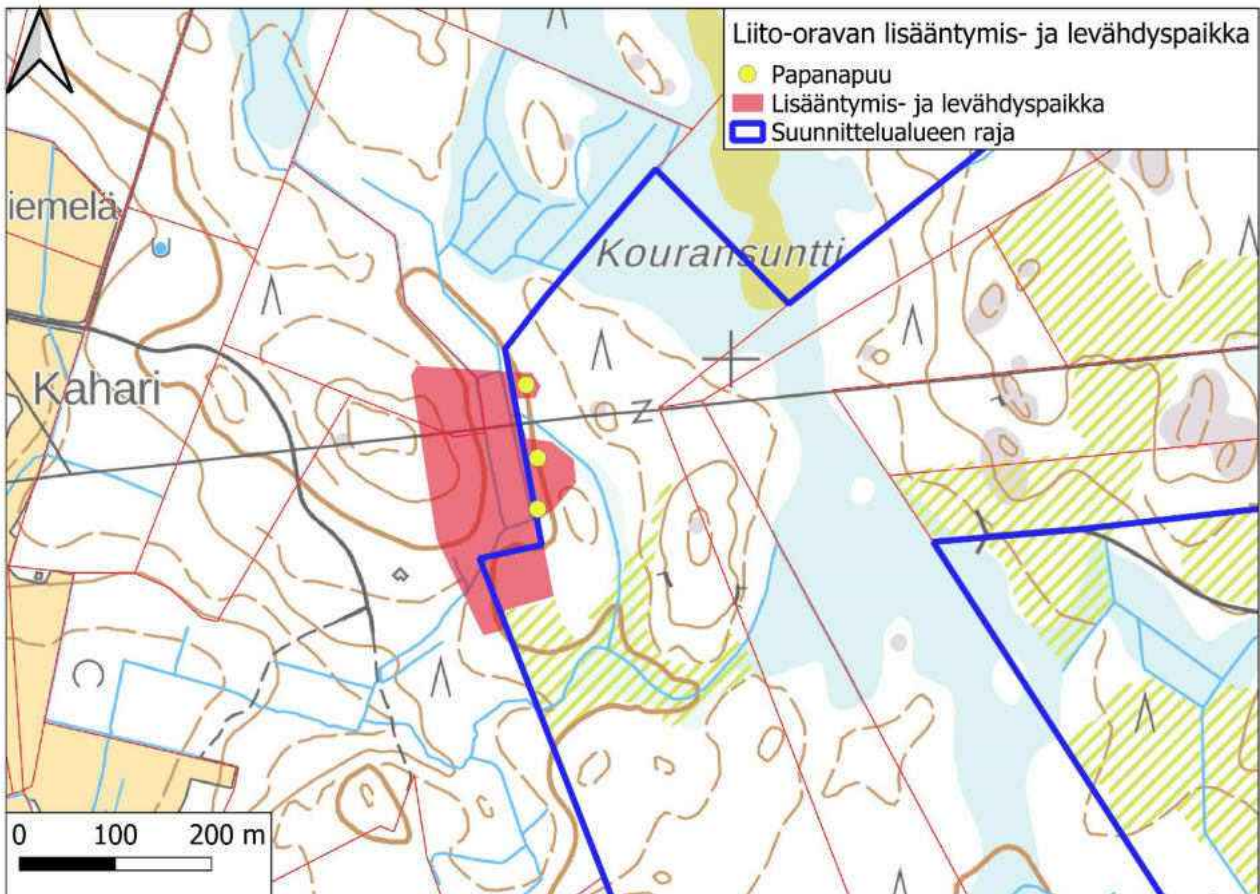 Liito-oravan lisääntymis- ja levähdyspaikka
Papanapuu
Lisääntymis- ja levähdyspaikka
Suunnittelualueen raja
iemelä
Kouransuntti
Kahari
0 100 200 m